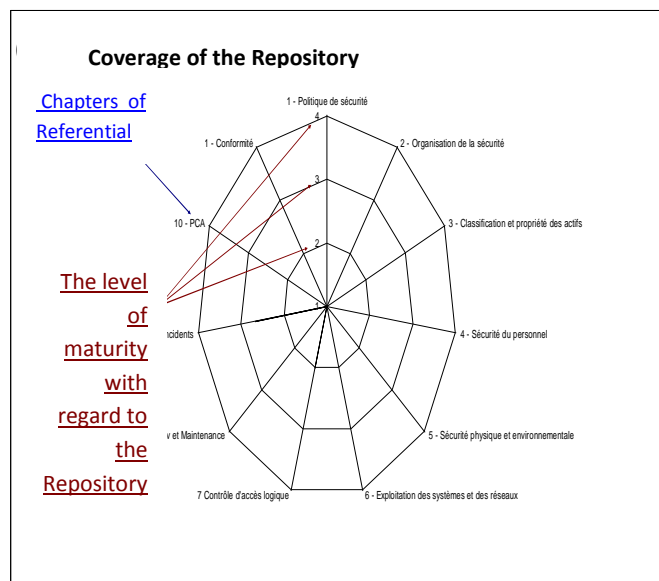 Coverage of the Repository
Chapters of
Referential
1 - Politique de sécurité
4
1 - Conformité
2 - Organisation de la sécurité
3
10 - PCA
3 - Classification et propriété des actifs
2
The level
of
maturity
with
regard to
the
Repository
1
incidents
4 - Sécurité du personnel
et Maintenance
5 - Sécurité physique et environnementale
7 Contrôle d'accès logique
6 - Exploitation des systèmes et des réseaux